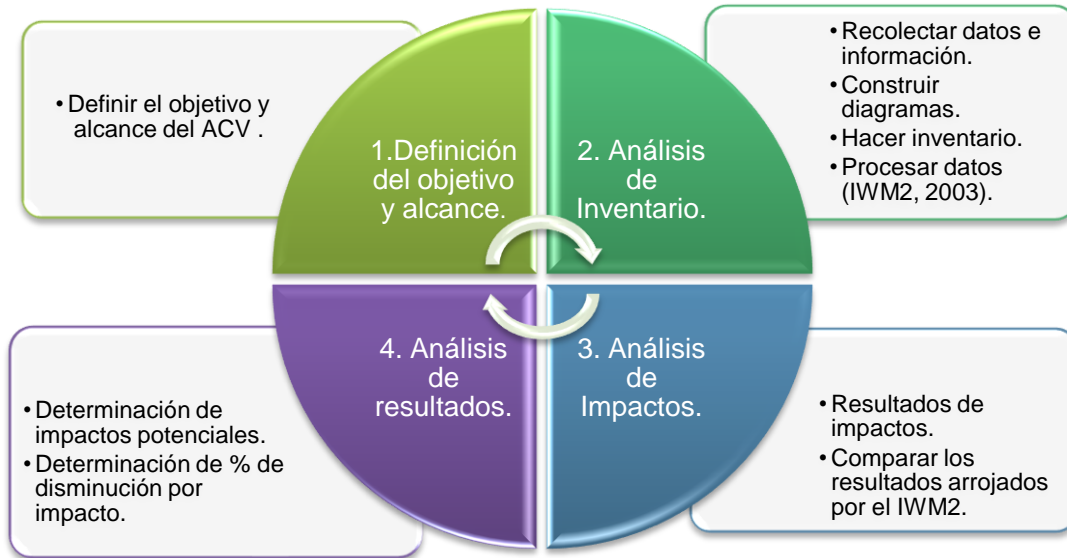 • Definir el objetivo y
alcance del ACV .
1.Definición
del objetivo
y alcance.
2. Análisis
de
Inventario.
• Recolectar datos e
información.
• Construir
diagramas.
• Hacer inventario.
• Procesar datos
(IWM2, 2003).
• Determinación de
impactos potenciales.
• Determinación de % de
disminución por
impacto.
4. Análisis
de
resultados.
3. Análisis
de
Impactos.
• Resultados de
impactos.
• Comparar los
resultados arrojados
por el IWM2.